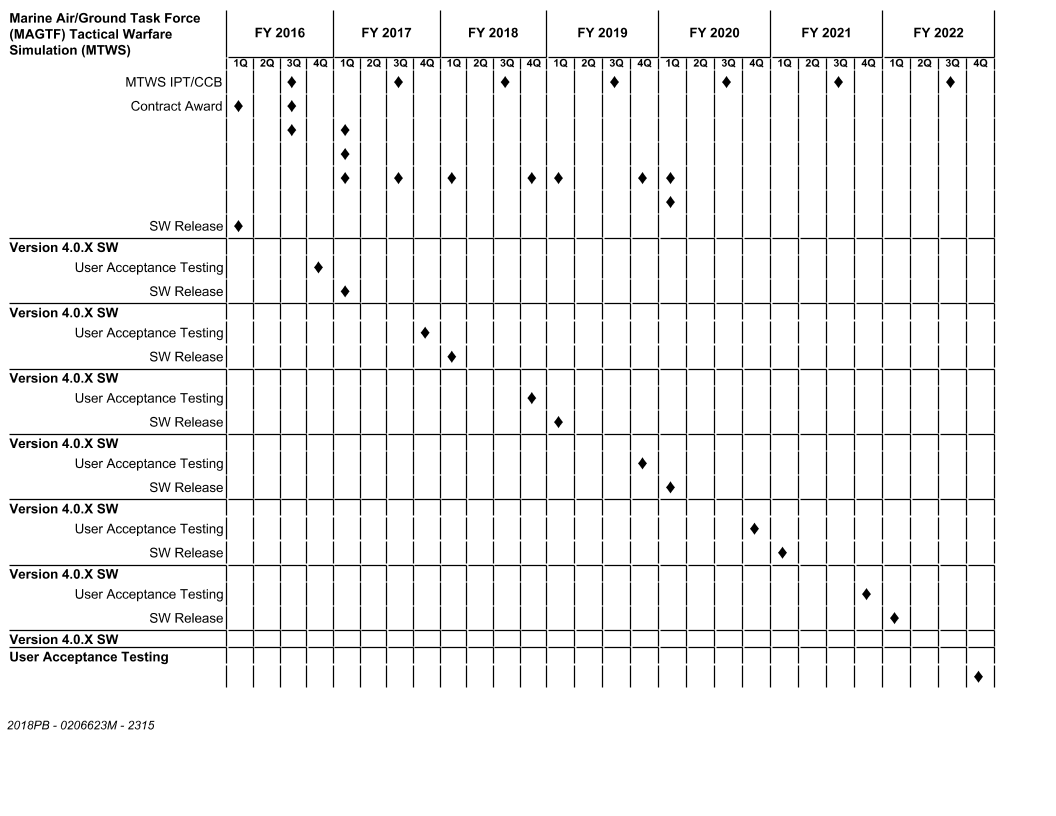 Marine Air/Ground Task Force
(MAGTF) Tactical Warfare
Simulation (MTWS)
FY 2016 FY 2017 FY 2018 FY 2019 FY 2020 FY 2021 FY 2022
1Q 2Q 3Q 4Q 1Q 2Q 3Q 4Q 1Q 2Q 3Q 4Q 1Q 2Q 3Q 4Q 1Q 2Q 3Q 4Q 1Q 2Q 3Q 4Q 1Q 2Q 3Q 4Q
MTWS IPT/CCB
Contract Award
SW Release
Version 4.0.X SW
User Acceptance Testing
SW Release
Version 4.0.X SW
User Acceptance Testing
SW Release
Version 4.0.X SW
User Acceptance Testing
SW Release
Version 4.0.X SW
User Acceptance Testing
SW Release
Version 4.0.X SW
User Acceptance Testing
SW Release
Version 4.0.X SW
User Acceptance Testing
SW Release
Version 4.0.X SW
User Acceptance Testing
2018PB - 0206623M - 2315